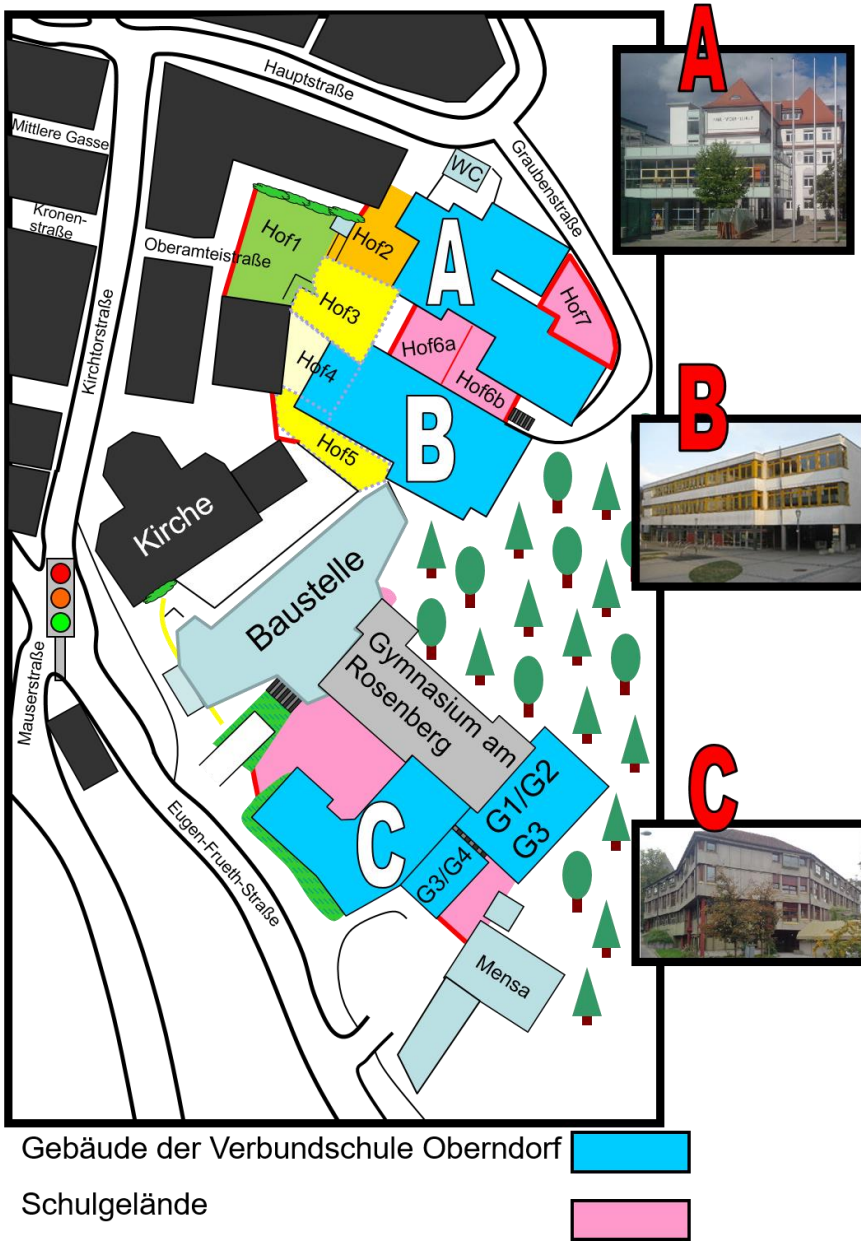 A
Hauptstraße
Graubenstraße
Mittlere Gasse
Kronen-
straße
Oberamteistraße
Kirchtorstraße
WC
Hof1
Hof2
A
Hof3
Hof7
Hof6a
Hof4
Hof6b
B
Hof5
B
Kirche
Baustelle
Gymnasium am
Rosenberg
Mauserstraße
C
G1/G2
G3
C
G3/G4
Eugen-Frueth-Straße
Mensa
Gebäude der Verbundschule Oberndorf
Schulgelände